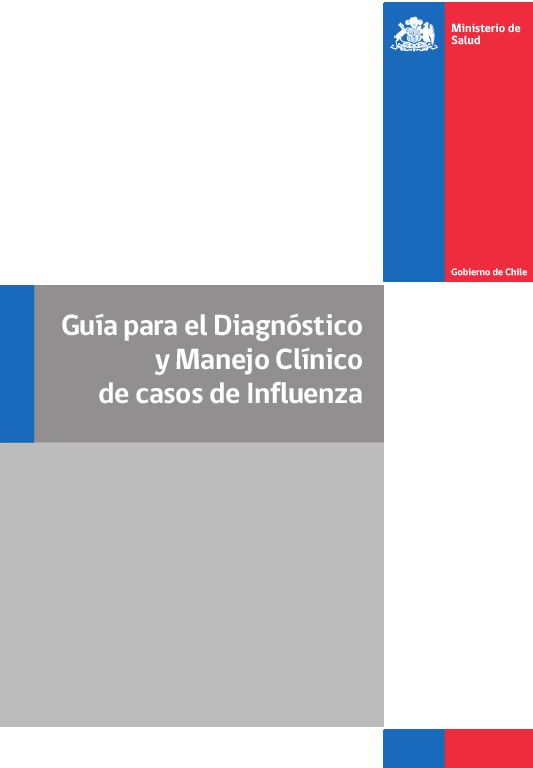 Ministerio de
Salud
Gobierno de Chile
Guía para el Diagnóstico
y Manejo Clínico
de casos de Influenza